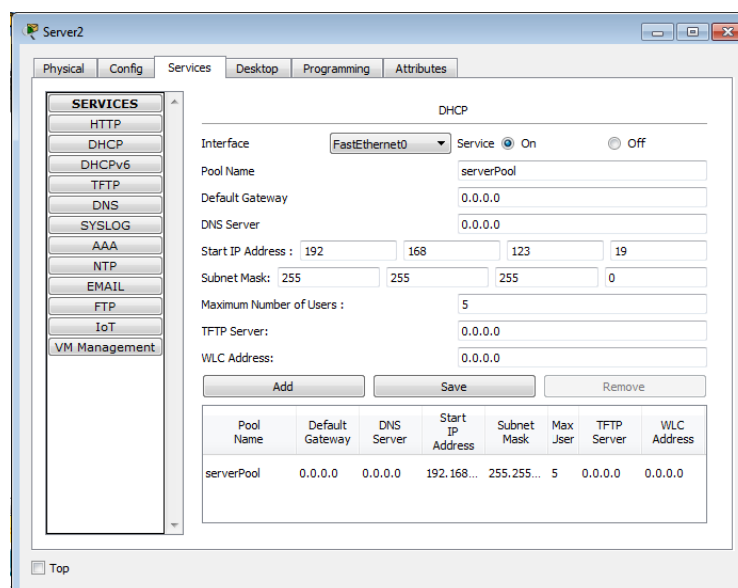 Server2
Physical Config Services Desktop Programming Attributes
SERVICES
HTTP
DHCP
DHCPv6
TFTP
DNS
SYSLOG
AAA
NTP
EMAIL
FTP
IoT
VM Management
DHCP
Interface FastEthernet0 Service On Off
Pool Name serverPool
Default Gateway 0.0.0.0
DNS Server 0.0.0.0
Start IP Address : 192 168 123 19
Subnet Mask: 255 255 255 0
Maximum Number of Users : 5
TFTP Server: 0.0.0.0
WLC Address: 0.0.0.0
Add Save Remove
Pool Name Default Gateway DNS Server Start IP Address Subnet Mask Max User TFTP Server WLC Address
serverPool 0.0.0.0 0.0.0.0 192.168... 255.255... 5 0.0.0.0 0.0.0.0
Top